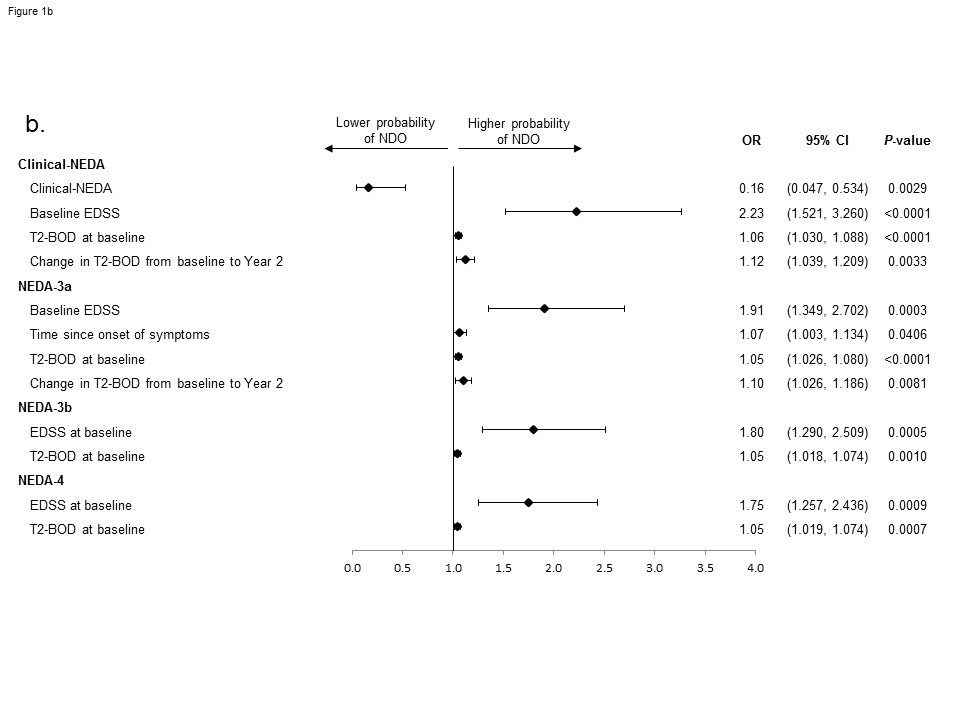 Figure 1b
b.
Lower probability of NDO
Higher probability of NDO
OR 95% CI P-value
Clinical-NEDA
Clinical-NEDA 0.16 (0.047, 0.534) 0.0029
Baseline EDSS 2.23 (1.521, 3.260) <0.0001
T2-BOD at baseline 1.06 (1.030, 1.088) <0.0001
Change in T2-BOD from baseline to Year 2 1.12 (1.039, 1.209) 0.0033
NEDA-3a
Baseline EDSS 1.91 (1.349, 2.702) 0.0003
Time since onset of symptoms 1.07 (1.003, 1.134) 0.0406
T2-BOD at baseline 1.05 (1.026, 1.080) <0.0001
Change in T2-BOD from baseline to Year 2 1.10 (1.026, 1.186) 0.0081
NEDA-3b
EDSS at baseline 1.80 (1.290, 2.509) 0.0005
T2-BOD at baseline 1.05 (1.018, 1.074) 0.0010
NEDA-4
EDSS at baseline 1.75 (1.257, 2.436) 0.0009
T2-BOD at baseline 1.05 (1.019, 1.074) 0.0007
0.0 0.5 1.0 1.5 2.0 2.5 3.0 3.5 4.0